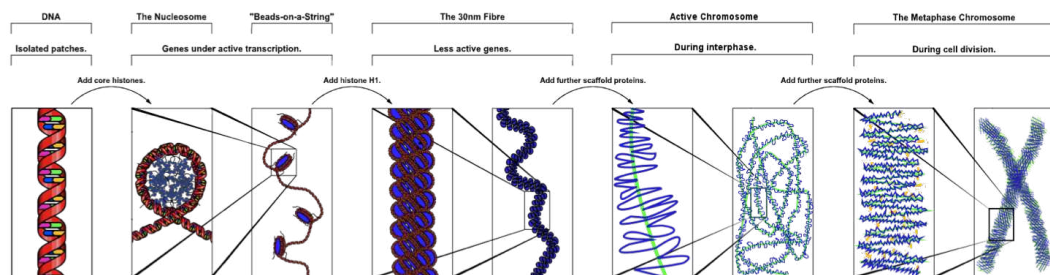 DNA
The Nucleosome
"Beads-on-a-String"
The 30nm Fibre
Active Chromosome
The Metaphase Chromosome
Isolated patches.
Genes under active transcription.
Less active genes.
During interphase.
During cell division.
Add core histones.
Add histone H1.
Add further scaffold proteins.
Add further scaffold proteins.